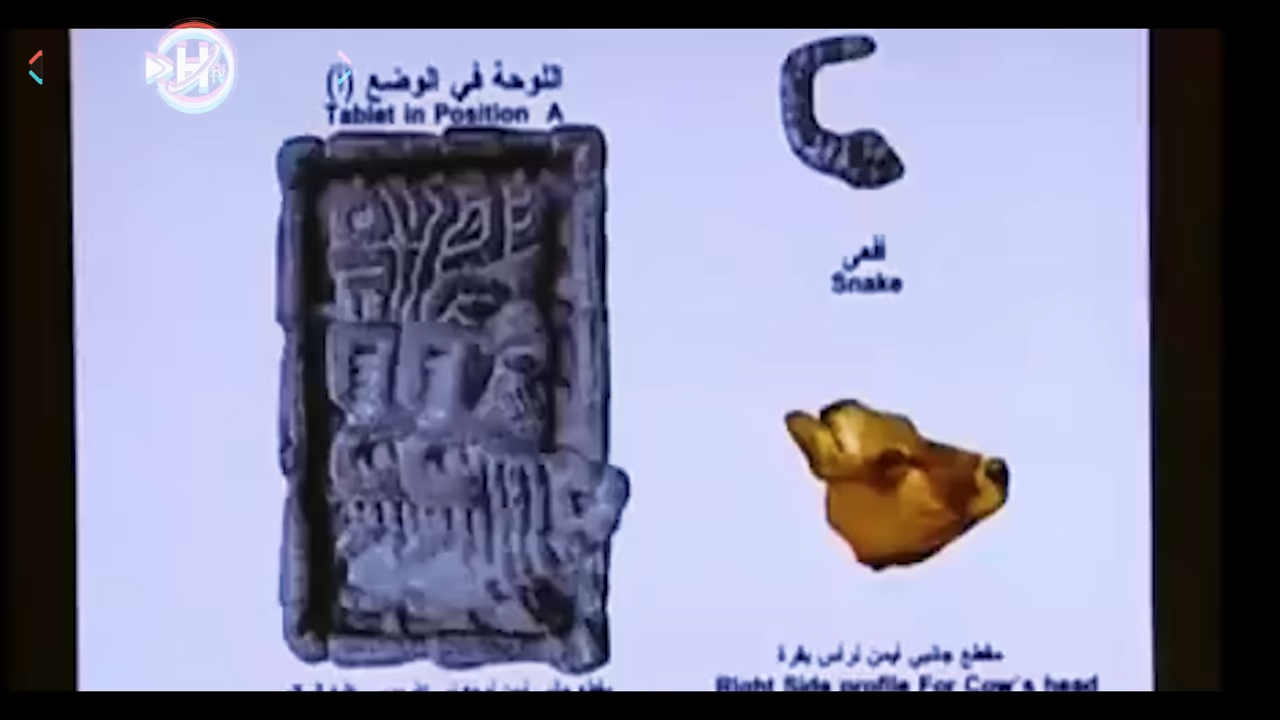 اللوحة في الوضع (أ)
Tablet in Position A
أفعى
Snake
مقطع جانبي أيمن لرأس بقرة
Right Side profile For Cow's head